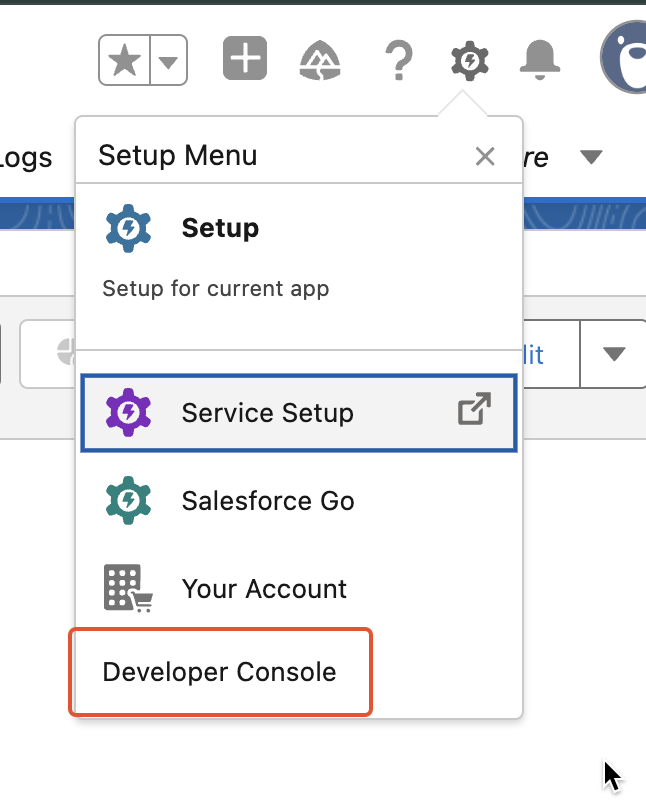 Logs
re
Setup Menu
Setup
Setup for current app
lit
Service Setup
Salesforce Go
Your Account
Developer Console